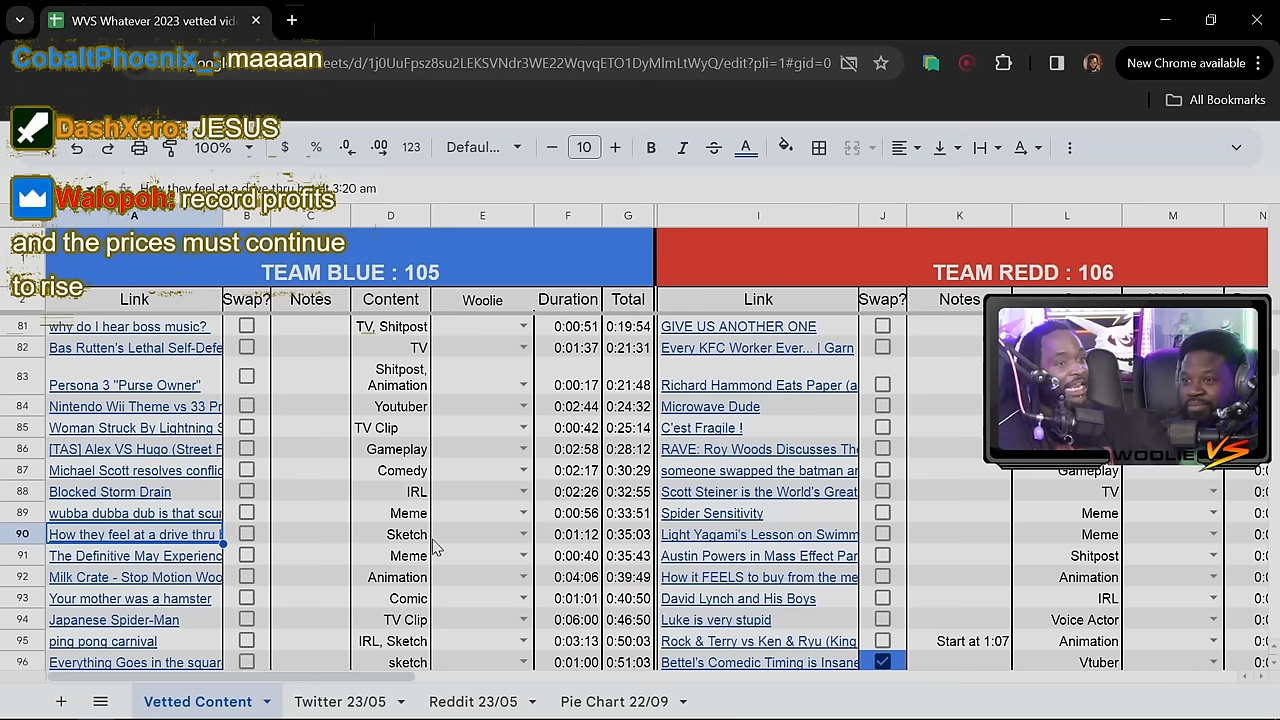 WVS Whatever 2023 vetted vid
CobaltPhoenix_: maaaan
eets/d/1j0UuFpsz8su2LEKSVNdr3WE22WqvqETO1DyMlmLtWyQ/edit?pli=1#gid=0
New Chrome available
All Bookmarks
DashXero: JESUS
100% $ % .0 .00 123 Defaul... 10 B I S A
How they feel at a drive thru at 3:20 am
Walopoh: record profits
and the prices must continue
to rise
A B C D E F G I J K L M N
1 TEAM BLUE : 105 TEAM REDD : 106
2 Link Swap? Notes Content Woolie Duration Total Link Swap? Notes
81 why do I hear boss music? TV, Shitpost 0:00:51 0:19:54 GIVE US ANOTHER ONE
82 Bas Rutten's Lethal Self-Defe TV 0:01:37 0:21:31 Every KFC Worker Ever... | Garn
83 Persona 3 "Purse Owner" Shitpost, Animation 0:00:17 0:21:48 Richard Hammond Eats Paper (a
84 Nintendo Wii Theme vs 33 Pr Youtuber 0:02:44 0:24:32 Microwave Dude
85 Woman Struck By Lightning S TV Clip 0:00:42 0:25:14 C'est Fragile !
86 [TAS] Alex VS Hugo (Street F Gameplay 0:02:58 0:28:12 RAVE: Roy Woods Discusses The
WOOLIE VS
87 Michael Scott resolves conflic Comedy 0:02:17 0:30:29 someone swapped the batman ar Gameplay
88 Blocked Storm Drain IRL 0:02:26 0:32:55 Scott Steiner is the World's Great TV
89 wubba dubba dub is that scur Meme 0:00:56 0:33:51 Spider Sensitivity Meme
90 How they feel at a drive thru Sketch 0:01:12 0:35:03 Light Yagami's Lesson on Swimm Meme
91 The Definitive May Experienc Meme 0:00:40 0:35:43 Austin Powers in Mass Effect Par Shitpost
92 Milk Crate - Stop Motion Woo Animation 0:04:06 0:39:49 How it FEELS to buy from the me Animation
93 Your mother was a hamster Comic 0:01:01 0:40:50 David Lynch and His Boys IRL
94 Japanese Spider-Man TV Clip 0:06:00 0:46:50 Luke is very stupid Voice Actor
95 ping pong carnival IRL, Sketch 0:03:13 0:50:03 Rock & Terry vs Ken & Ryu (King Start at 1:07 Animation
96 Everything Goes in the squar sketch 0:01:00 0:51:03 Bettel's Comedic Timing is Insane Vtuber
Vetted Content Twitter 23/05 Reddit 23/05 Pie Chart 22/09